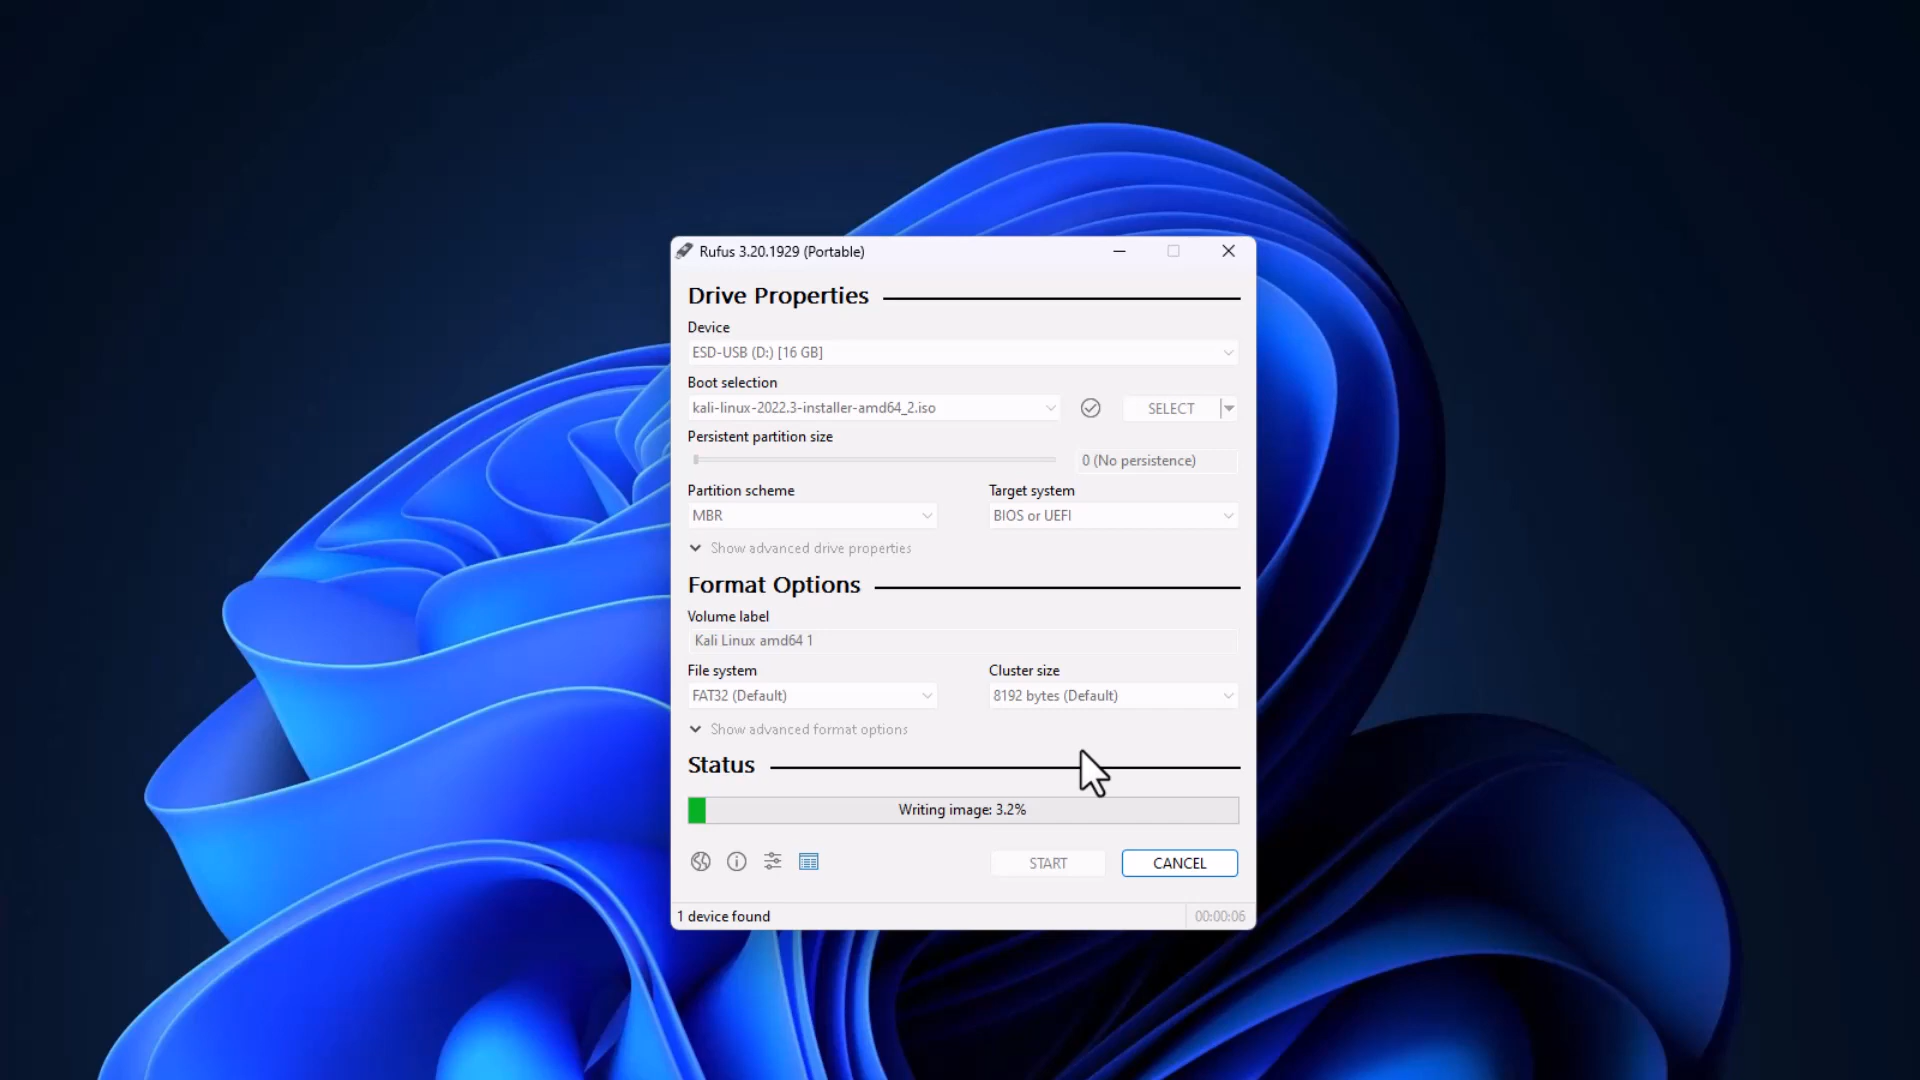 Rufus 3.20.1929 (Portable)
Drive Properties
Device
ESD-USB (D:) [16 GB]
Boot selection
kali-linux-2022.3-installer-amd64_2.iso
SELECT
Persistent partition size
0 (No persistence)
Partition scheme
Target system
MBR
BIOS or UEFI
Show advanced drive properties
Format Options
Volume label
Kali Linux amd64 1
File system
Cluster size
FAT32 (Default)
8192 bytes (Default)
Show advanced format options
Status
Writing image: 3.2%
START
CANCEL
1 device found
00:00:06